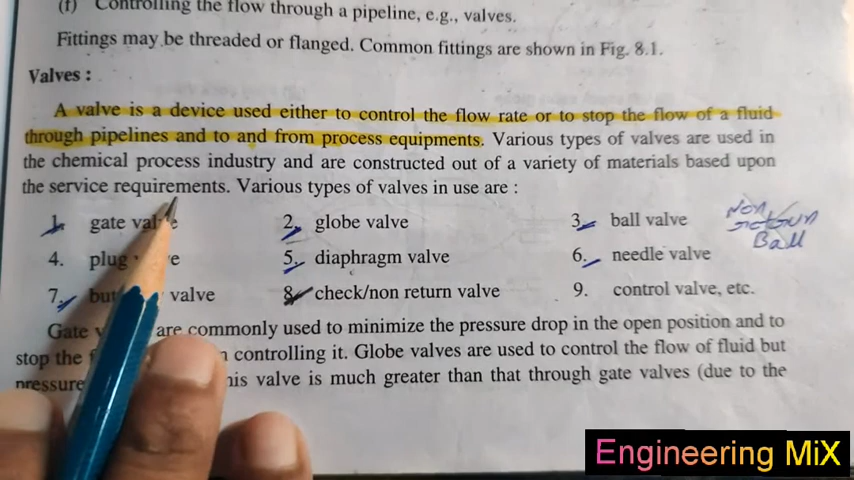 (f) Controlling the flow through a pipeline, e.g., valves.
Fittings may be threaded or flanged. Common fittings are shown in Fig. 8.1.
Valves :
A valve is a device used either to control the flow rate or to stop the flow of a fluid
through pipelines and to and from process equipments. Various types of valves are used in
the chemical process industry and are constructed out of a variety of materials based upon
the service requirements. Various types of valves in use are :
1. gate valve 2. globe valve 3. ball valve
4. plug 5. diaphragm valve 6. needle valve
7. valve 8. check/non return valve 9. control valve, etc.
Non
Ball
Gate are commonly used to minimize the pressure drop in the open position and to
stop the controlling it. Globe valves are used to control the flow of fluid but
pressure this valve is much greater than that through gate valves (due to the
Engineering MiX